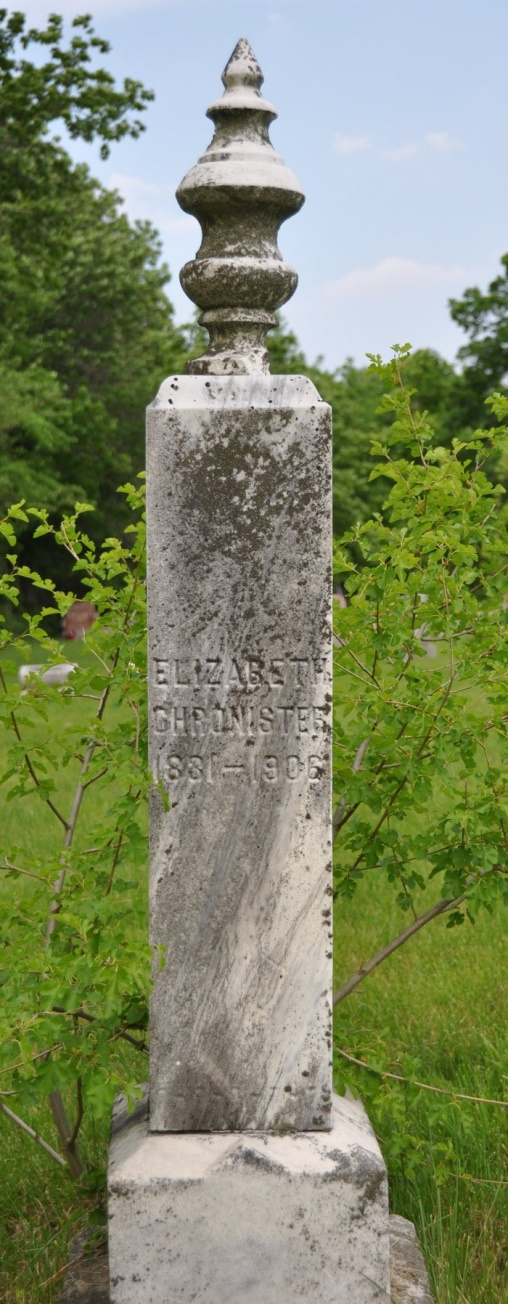 ELIZABETH
CHRONISTER
1831-1906